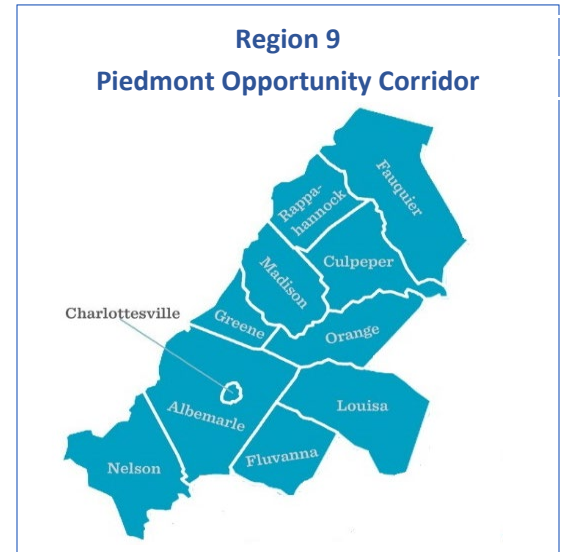 Region 9
Piedmont Opportunity Corridor
Fauquier
Rappa-
hannock
Culpeper
Madison
Charlottesville
Greene
Orange
Louisa
Albemarle
Fluvanna
Nelson